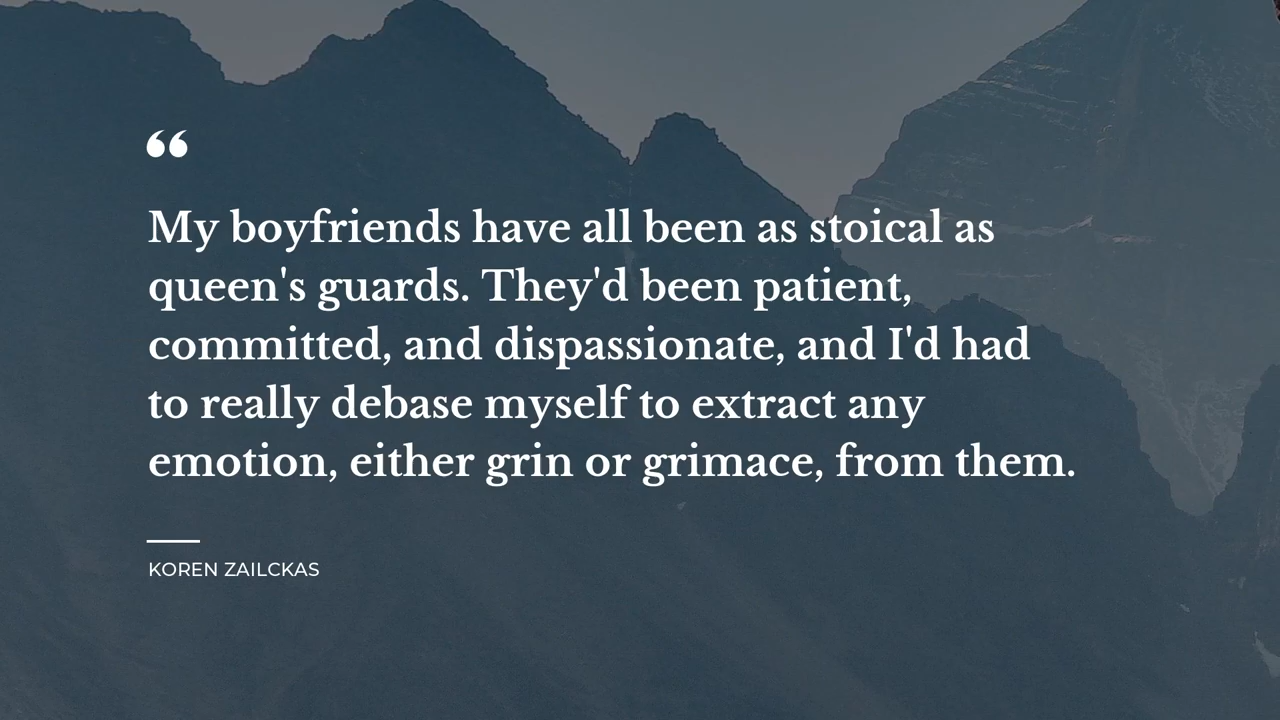 “
My boyfriends have all been as stoical as
queen's guards. They'd been patient,
committed, and dispassionate, and I'd had
to really debase myself to extract any
emotion, either grin or grimace, from them.
KOREN ZAILCKAS